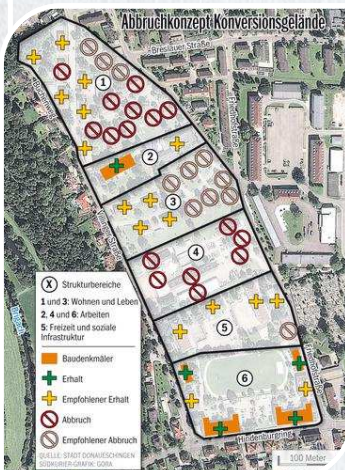 Abbruchkonzept Konversionsgelände
Breslauer Straße
Friedhofstraße
1
2
3
4
5
6
X Strukturbereiche
1 und 3: Wohnen und Leben
2, 4 und 6: Arbeiten
5: Freizeit und soziale
Infrastruktur
Baudenkmäler
Erhalt
Empfohlener Erhalt
Abbruch
Empfohlener Abbruch
QUELLE: STADT DONAUESCHINGEN
SÜDKURIER-GRAFIK: GORA
Hindenburgring
100 Meter